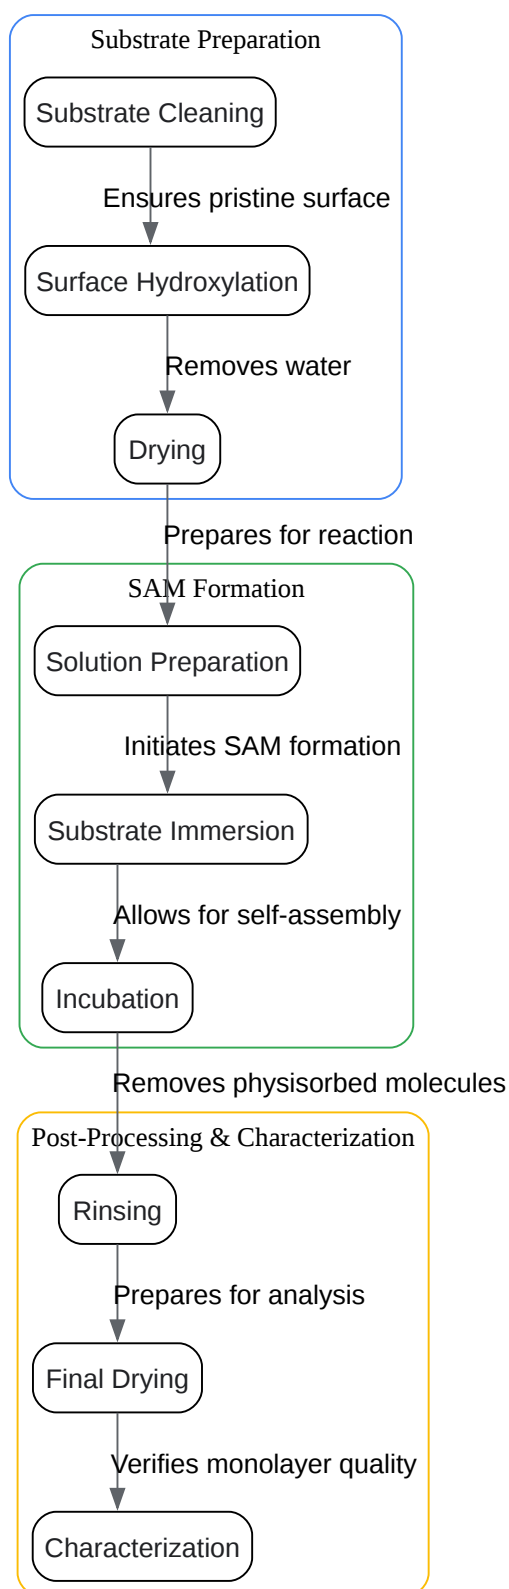 Substrate Preparation
Substrate Cleaning
Ensures pristine surface
Surface Hydroxylation
Removes water
Drying
Prepares for reaction
SAM Formation
Solution Preparation
Initiates SAM formation
Substrate Immersion
Allows for self-assembly
Incubation
Removes physisorbed molecules
Post-Processing & Characterization
Rinsing
Prepares for analysis
Final Drying
Verifies monolayer quality
Characterization